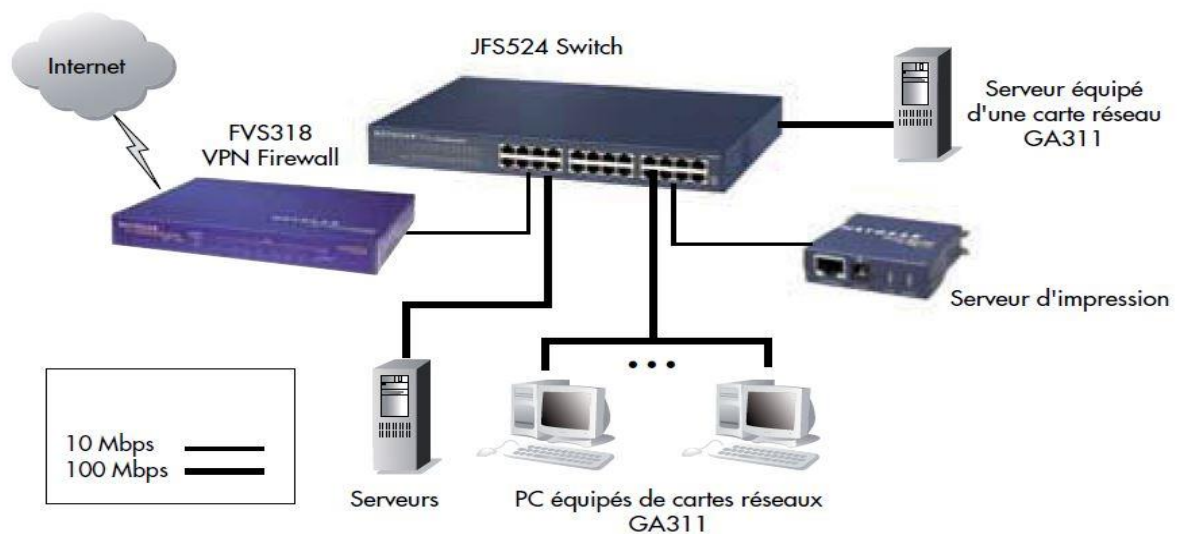 JFS524 Switch
Internet
FVS318
VPN Firewall
Serveur équipé
d'une carte réseau
GA311
Serveur d'impression
• • •
10 Mbps
100 Mbps
Serveurs
PC équipés de cartes réseaux
GA311